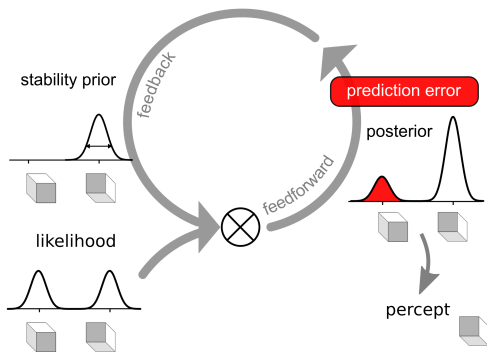 stability prior
feedback
prediction error
posterior
feedforward
likelihood
percept